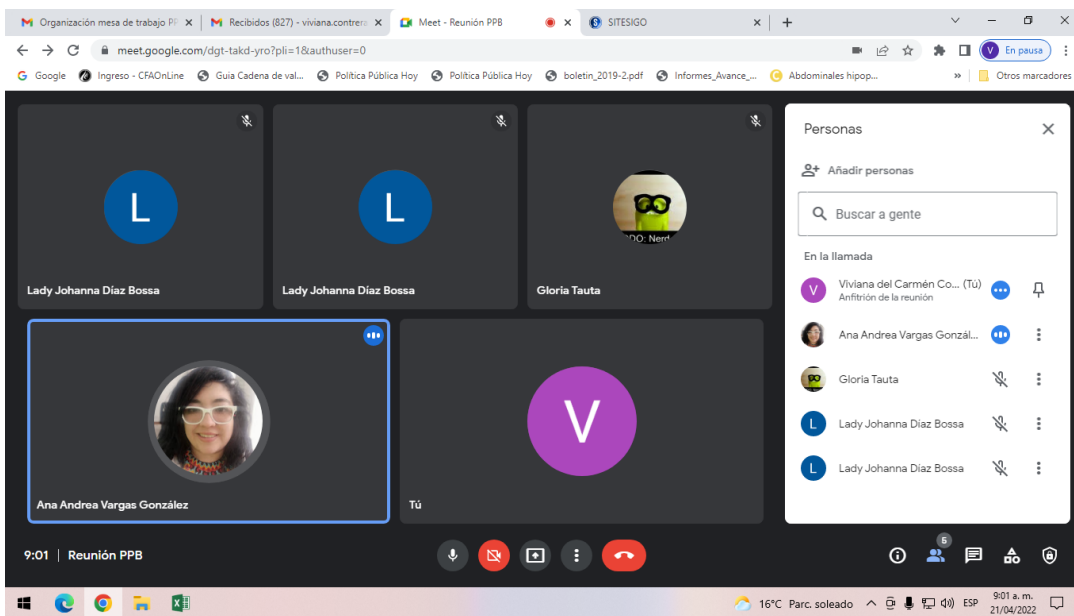 Organización mesa de trabajo PP
Recibidos (827) - viviana.contrera
Meet - Reunión PPB
SITESIGO
meet.google.com/dgt-takd-yro?pli=1&authuser=0
V
En pausa
Google
Ingreso - CFAOnLine
Guia Cadena de val...
Política Pública Hoy
Política Pública Hoy
boletin_2019-2.pdf
Informes_Avance_...
Abdominales hipop...
»
Otros marcadores
L
Lady Johanna Díaz Bossa
L
Lady Johanna Díaz Bossa
DO: Nerd
Gloria Tauta
Ana Andrea Vargas González
V
Tú
Personas
Añadir personas
Buscar a gente
En la llamada
V
Viviana del Carmén Co... (Tú)
Anfitrión de la reunión
Ana Andrea Vargas Gonzál...
Gloria Tauta
L
Lady Johanna Díaz Bossa
L
Lady Johanna Díaz Bossa
9:01 | Reunión PPB
5
16°C Parc. soleado
ESP
9:01 a. m.
21/04/2022